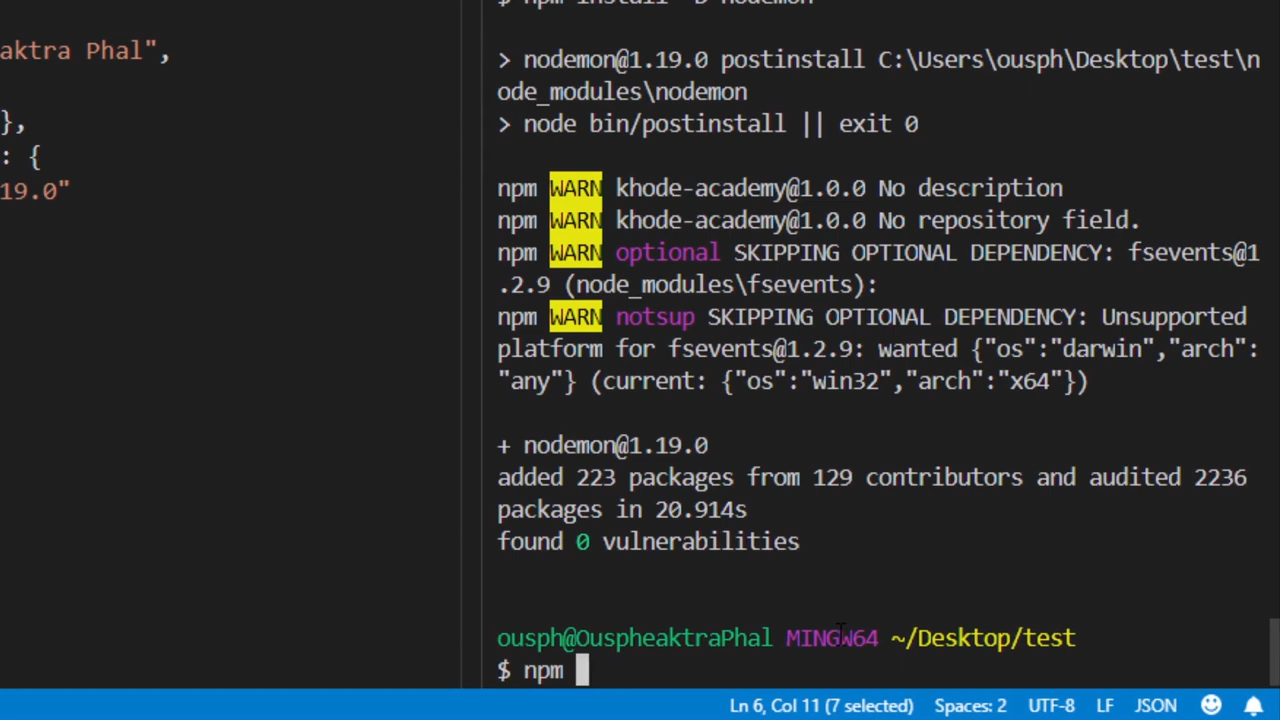 aktra Phal",
},
: {
19.0"
$ npm install -D nodemon
> nodemon@1.19.0 postinstall C:\Users\ousph\Desktop\test\n
ode_modules\nodemon
> node bin/postinstall || exit 0
npm WARN khode-academy@1.0.0 No description
npm WARN khode-academy@1.0.0 No repository field.
npm WARN optional SKIPPING OPTIONAL DEPENDENCY: fsevents@1
.2.9 (node_modules\fsevents):
npm WARN notsup SKIPPING OPTIONAL DEPENDENCY: Unsupported
platform for fsevents@1.2.9: wanted {"os":"darwin","arch":
"any"} (current: {"os":"win32","arch":"x64"})
+ nodemon@1.19.0
added 223 packages from 129 contributors and audited 2236
packages in 20.914s
found 0 vulnerabilities
ousph@OuspheaktraPhal MINGW64 ~/Desktop/test
$ npm
Ln 6, Col 11 (7 selected) Spaces: 2 UTF-8 LF JSON